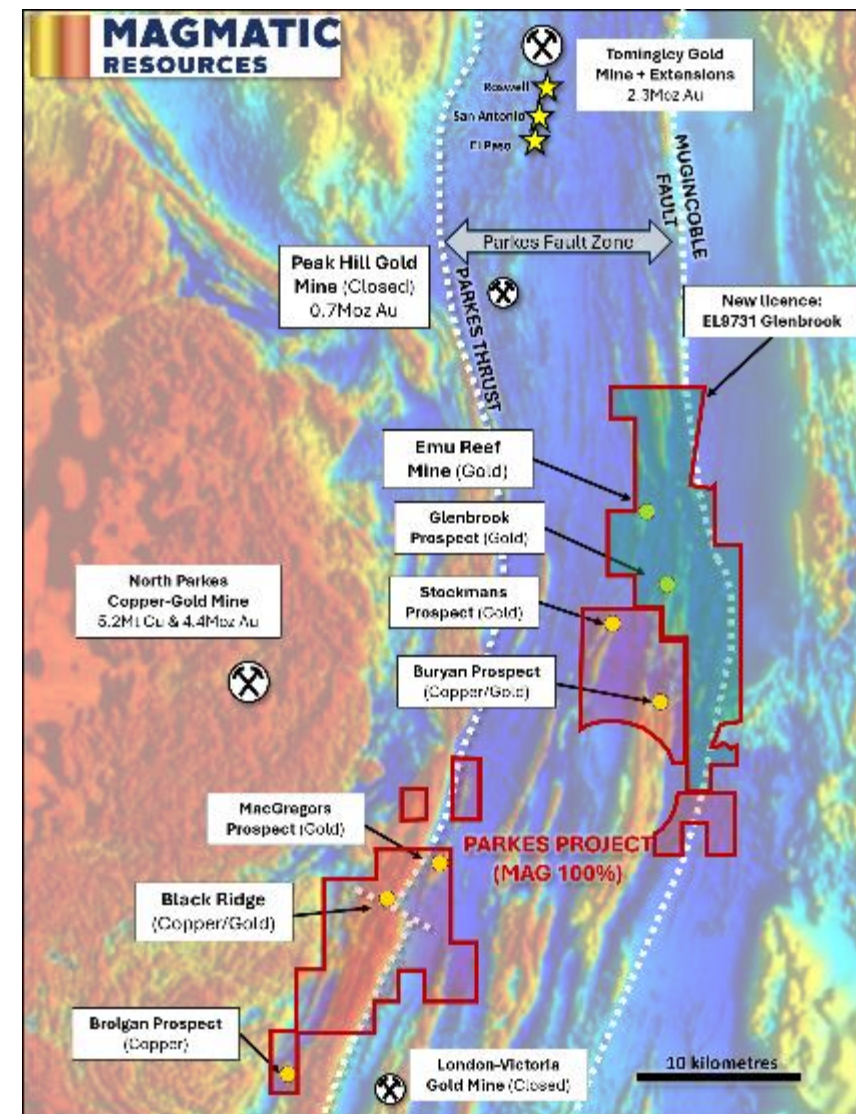 MAGMATIC
RESOURCES
Tomingley Gold
Mine + Extensions
2.3Moz Au
Roswell
San Antonio
El Paso
MUGINCOBLE
FAULT
Parkes Fault Zone
Peak Hill Gold
Mine (Closed)
0.7Moz Au
PARKES THRUST
New licence:
EL9731 Glenbrook
Emu Reef
Mine (Gold)
Glenbrook
Prospect (Gold)
Stockmans
Prospect (Gold)
North Parkes
Copper-Gold Mine
5.2Mt Cu & 4.4Moz Au
Buryan Prospect
(Copper/Gold)
MacGregors
Prospect (Gold)
PARKES PROJECT
(MAG 100%)
Black Ridge
(Copper/Gold)
Brolgan Prospect
(Copper)
London-Victoria
Gold Mine (Closed)
10 kilometres